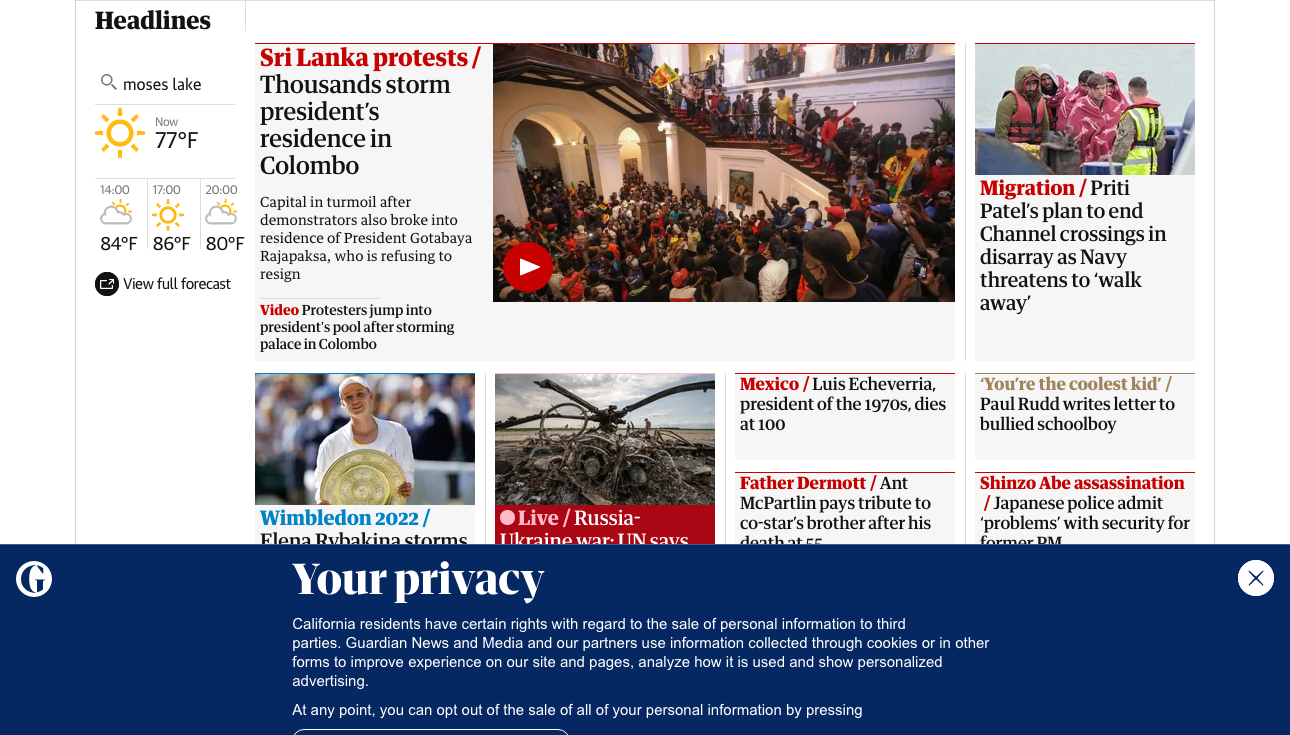 Headlines
moses lake
Now
77°F
14:00
17:00
20:00
84°F
86°F
80°F
View full forecast
Sri Lanka protests /
Thousands storm
president’s
residence in
Colombo
Capital in turmoil after
demonstrators also broke into
residence of President Gotabaya
Rajapaksa, who is refusing to
resign
Video Protesters jump into
president's pool after storming
palace in Colombo
Migration / Priti
Patel’s plan to end
Channel crossings in
disarray as Navy
threatens to ‘walk
away’
Wimbledon 2022 /
Elena Rybakina storms
Live / Russia-
Ukraine war: UN says
Mexico / Luis Echeverria,
president of the 1970s, dies
at 100
Father Dermott / Ant
McPartlin pays tribute to
co-star’s brother after his
death at 55
‘You’re the coolest kid’ /
Paul Rudd writes letter to
bullied schoolboy
Shinzo Abe assassination
/ Japanese police admit
‘problems’ with security for
former PM
Your privacy
California residents have certain rights with regard to the sale of personal information to third
parties. Guardian News and Media and our partners use information collected through cookies or in other
forms to improve experience on our site and pages, analyze how it is used and show personalized
advertising.
At any point, you can opt out of the sale of all of your personal information by pressing